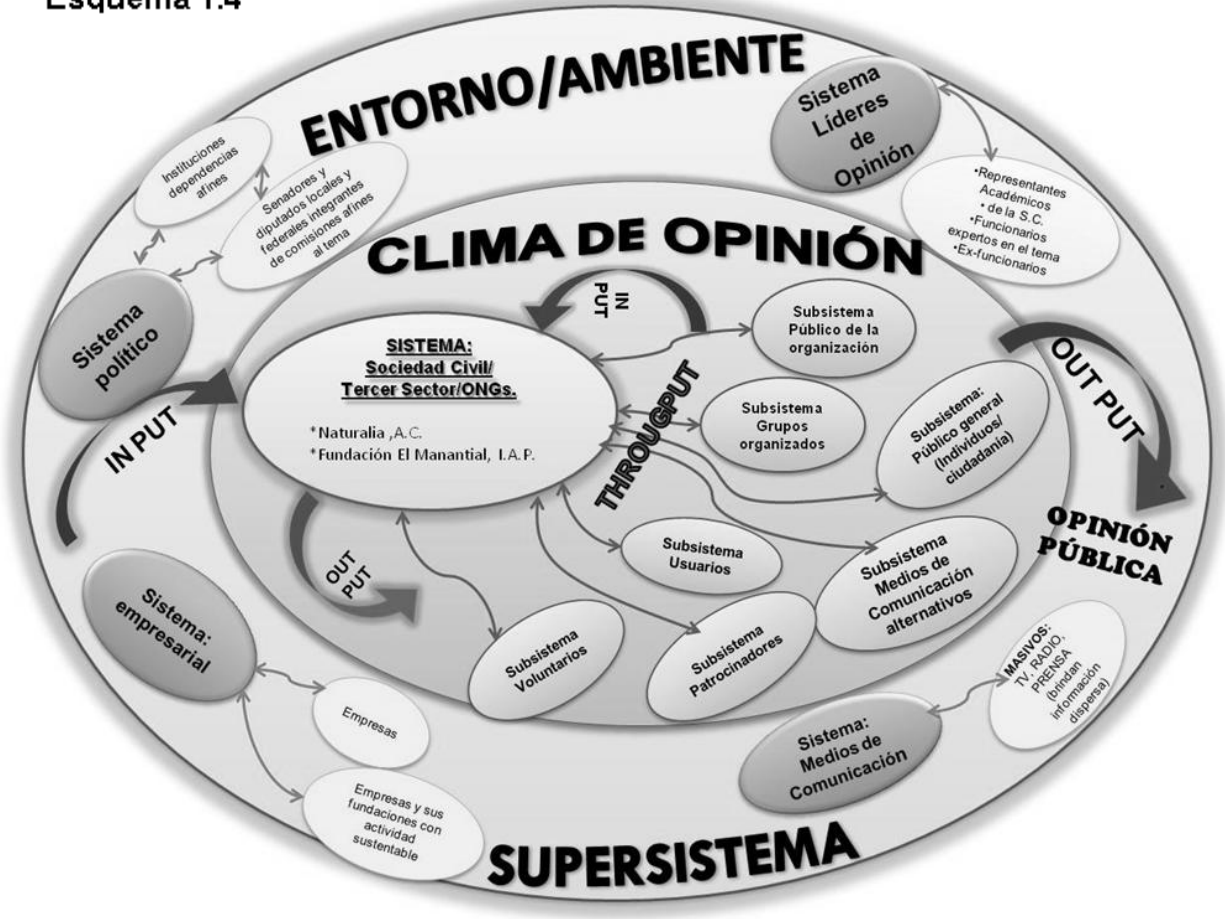 Esquema 1.4
ENTORNO/AMBIENTE
Instituciones
dependencias
afines
Senadores y
diputados locales y
federales integrantes
de comisiones afines
al tema
Sistema
político
Sistema
Líderes
de
Opinión
•Representantes
Académicos
• de la S.C.
•Funcionarios
expertos en el tema
•Ex-funcionarios
CLIMA DE OPINIÓN
IN
PUT
SISTEMA:
Sociedad Civil/
Tercer Sector/ONGs.
*Naturalia ,A.C.
*Fundación El Manantial, I.A.P.
IN PUT
OUT
PUT
THROUGPUT
Subsistema
Público de la
organización
Subsistema
Grupos
organizados
Subsistema:
Público general
(Individuos/
ciudadanía)
Subsistema
Usuarios
Subsistema
Medios de
Comunicación
alternativos
Subsistema
Voluntarios
Subsistema
Patrocinadores
OUT PUT
OPINIÓN
PÚBLICA
Sistema:
empresarial
Empresas
Empresas y sus
fundaciones con
actividad
sustentable
Sistema:
Medios de
Comunicación
MASIVOS:
TV, RADIO,
PRENSA
(brindan
información
dispersa)
SUPERSISTEMA